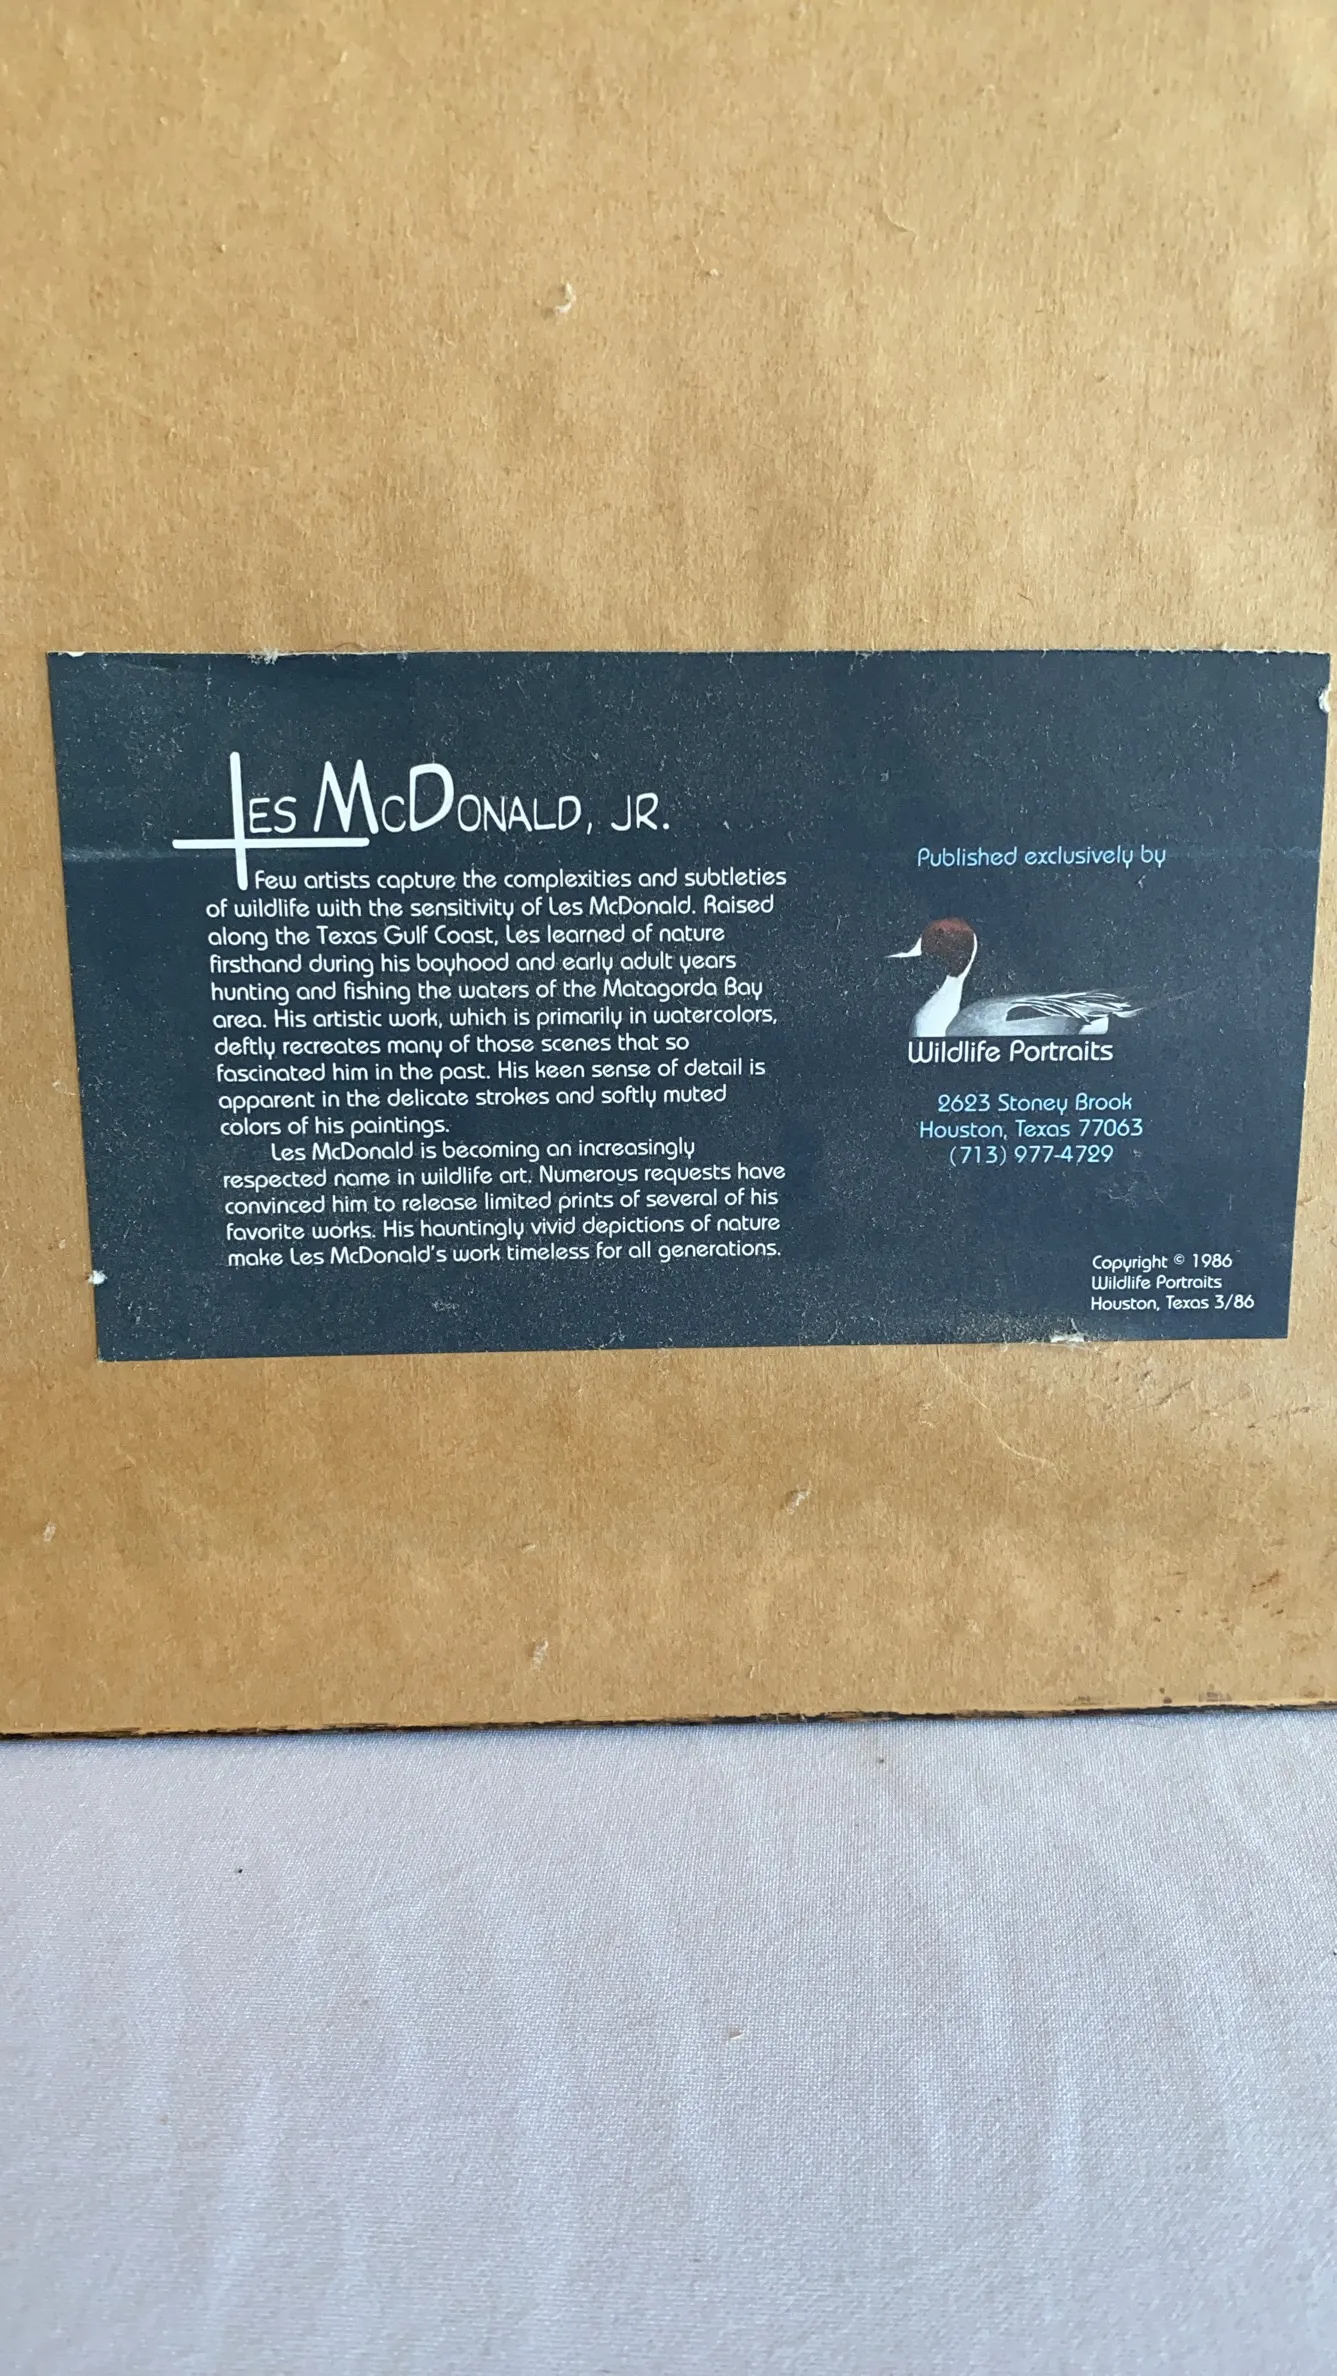 Les McDonald, Jr.
Few artists capture the complexities and subtleties
of wildlife with the sensitivity of Les McDonald. Raised
along the Texas Gulf Coast, Les learned of nature
firsthand during his boyhood and early adult years
hunting and fishing the waters of the Matagorda Bay
area. His artistic work, which is primarily in watercolors,
deftly recreates many of those scenes that so
fascinated him in the past. His keen sense of detail is
apparent in the delicate strokes and softly muted
colors of his paintings.
Les McDonald is becoming an increasingly
respected name in wildlife art. Numerous requests have
convinced him to release limited prints of several of his
favorite works. His hauntingly vivid depictions of nature
make Les McDonald's work timeless for all generations.
Published exclusively by
Wildlife Portraits
2623 Stoney Brook
Houston, Texas 77063
(713) 977-4729
Copyright © 1986
Wildlife Portraits
Houston, Texas 3/86